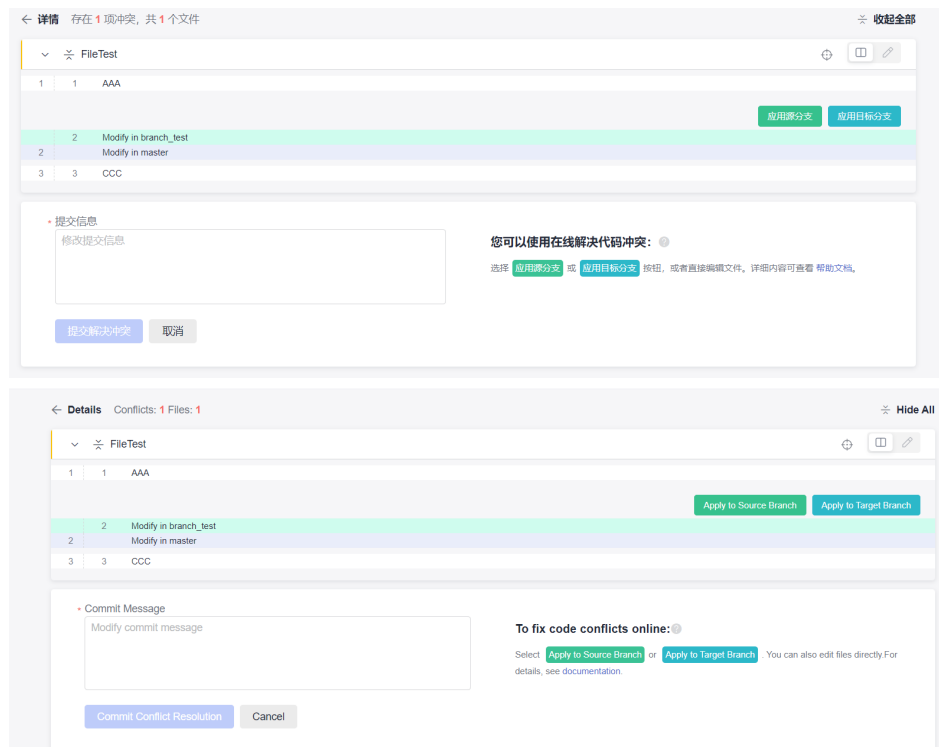 详情 存在 1 项冲突，共 1 个文件 收起全部
FileTest
1 1 AAA
应用源分支 应用目标分支
2 Modify in branch_test
2 Modify in master
3 3 CCC
* 提交信息
修改提交信息
您可以使用在线解决代码冲突：
选择 应用源分支 或 应用目标分支 按钮，或者直接编辑文件。详细内容可查看 帮助文档。
提交解决冲突 取消
Details Conflicts: 1 Files: 1 Hide All
FileTest
1 1 AAA
Apply to Source Branch Apply to Target Branch
2 Modify in branch_test
2 Modify in master
3 3 CCC
* Commit Message
Modify commit message
To fix code conflicts online:
Select Apply to Source Branch or Apply to Target Branch . You can also edit files directly.For
details, see documentation.
Commit Conflict Resolution Cancel